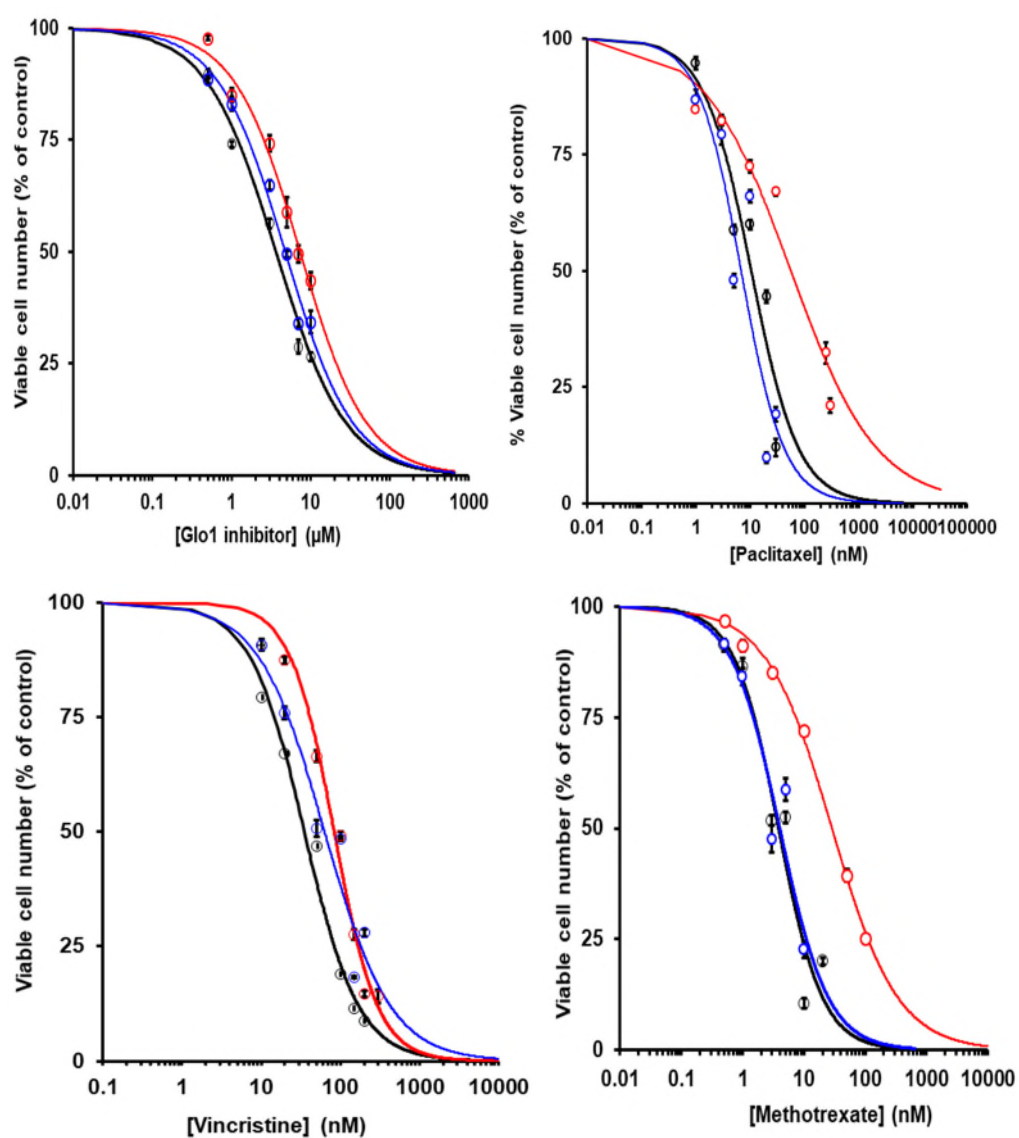 100
75
50
25
0
0.01 0.1 1 10 100 1000
Viable cell number (% of control)
[Glo1 inhibitor] (µM)
100
75
50
25
0
0.01 0.1 1 10 100 1000 10000 100000
% Viable cell number (% of control)
[Paclitaxel] (nM)
100
75
50
25
0
0.1 1 10 100 1000 10000
Viable cell number (% of control)
[Vincristine] (nM)
100
75
50
25
0
0.01 0.1 1 10 100 1000 10000
Viable cell number (% of control)
[Methotrexate] (nM)